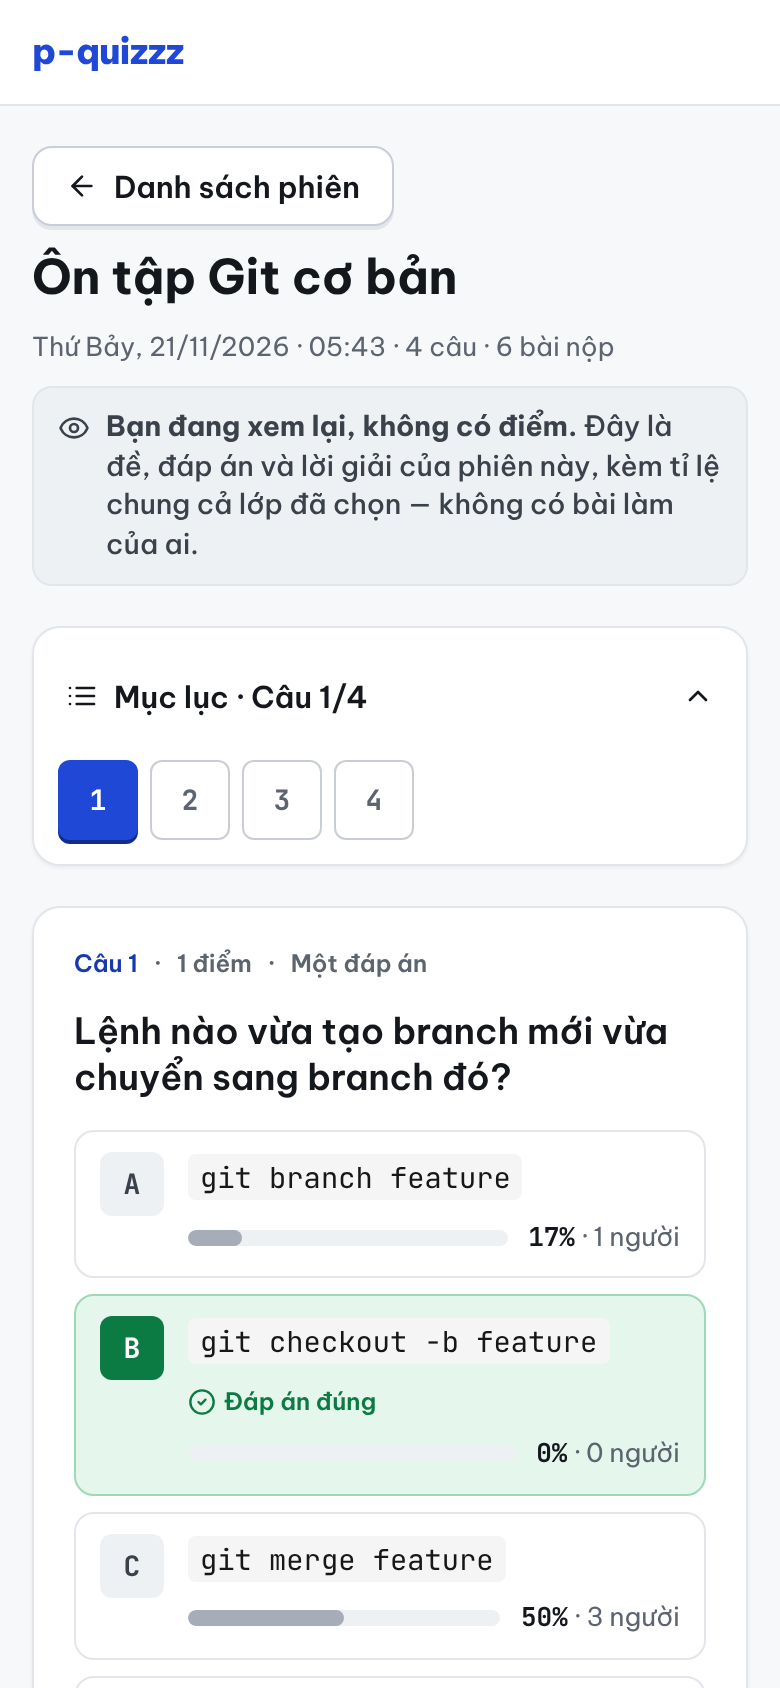 p-quizzz
Danh sách phiên
Ôn tập Git cơ bản
Thứ Bảy, 21/11/2026 · 05:43 · 4 câu · 6 bài nộp
Bạn đang xem lại, không có điểm. Đây là
đề, đáp án và lời giải của phiên này, kèm tỉ lệ
chung cả lớp đã chọn — không có bài làm
của ai.
Mục lục · Câu 1/4
1 2 3 4
Câu 1 · 1 điểm · Một đáp án
Lệnh nào vừa tạo branch mới vừa
chuyển sang branch đó?
A git branch feature
17% · 1 người
B git checkout -b feature
Đáp án đúng
0% · 0 người
C git merge feature
50% · 3 người